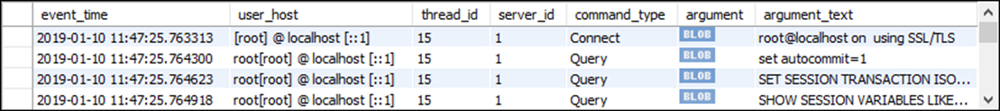 event_time user_host thread_id server_id command_type argument argument_text
2019-01-10 11:47:25.763313 [root] @ localhost [::1] 15 1 Connect BLOB root@localhost on using SSL/TLS
2019-01-10 11:47:25.764300 root[root] @ localhost [::1] 15 1 Query BLOB set autocommit=1
2019-01-10 11:47:25.764623 root[root] @ localhost [::1] 15 1 Query BLOB SET SESSION TRANSACTION ISO...
2019-01-10 11:47:25.764918 root[root] @ localhost [::1] 15 1 Query BLOB SHOW SESSION VARIABLES LIKE...